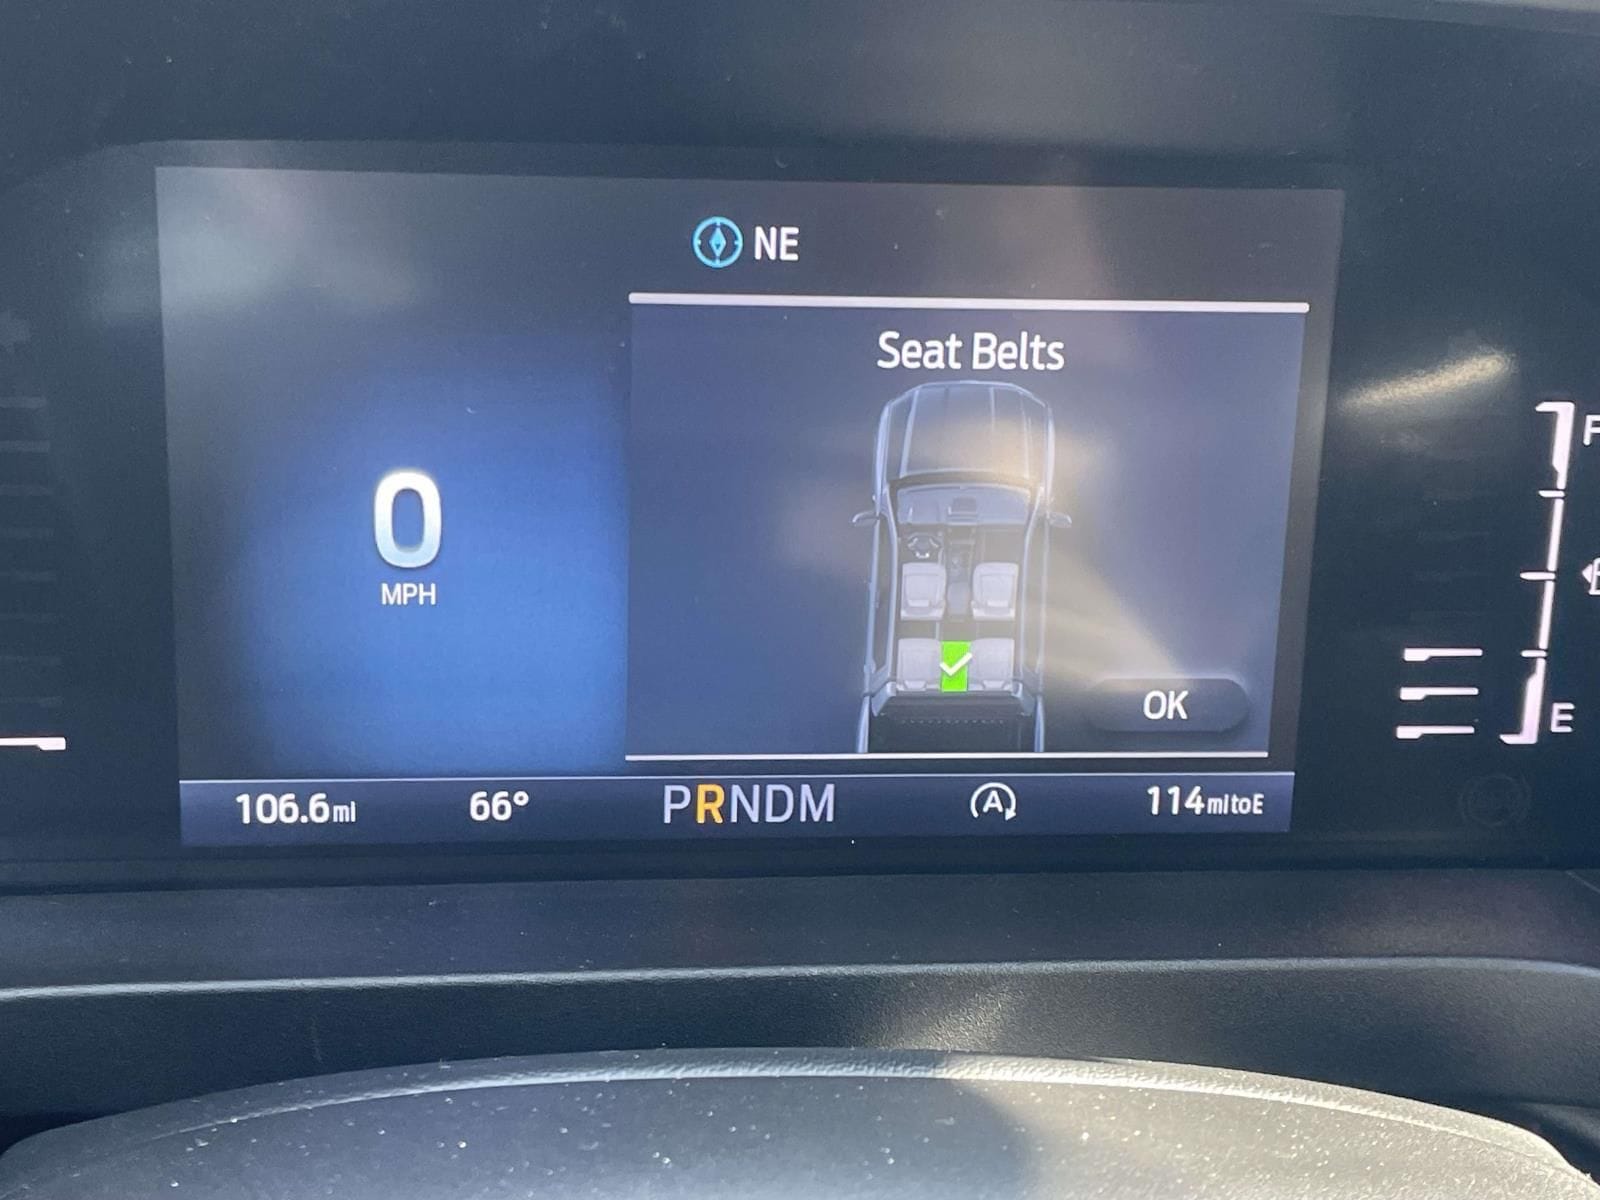 NE
Seat Belts
0
MPH
OK
106.6mi 66° PRNDM A 114mitoE
F
E